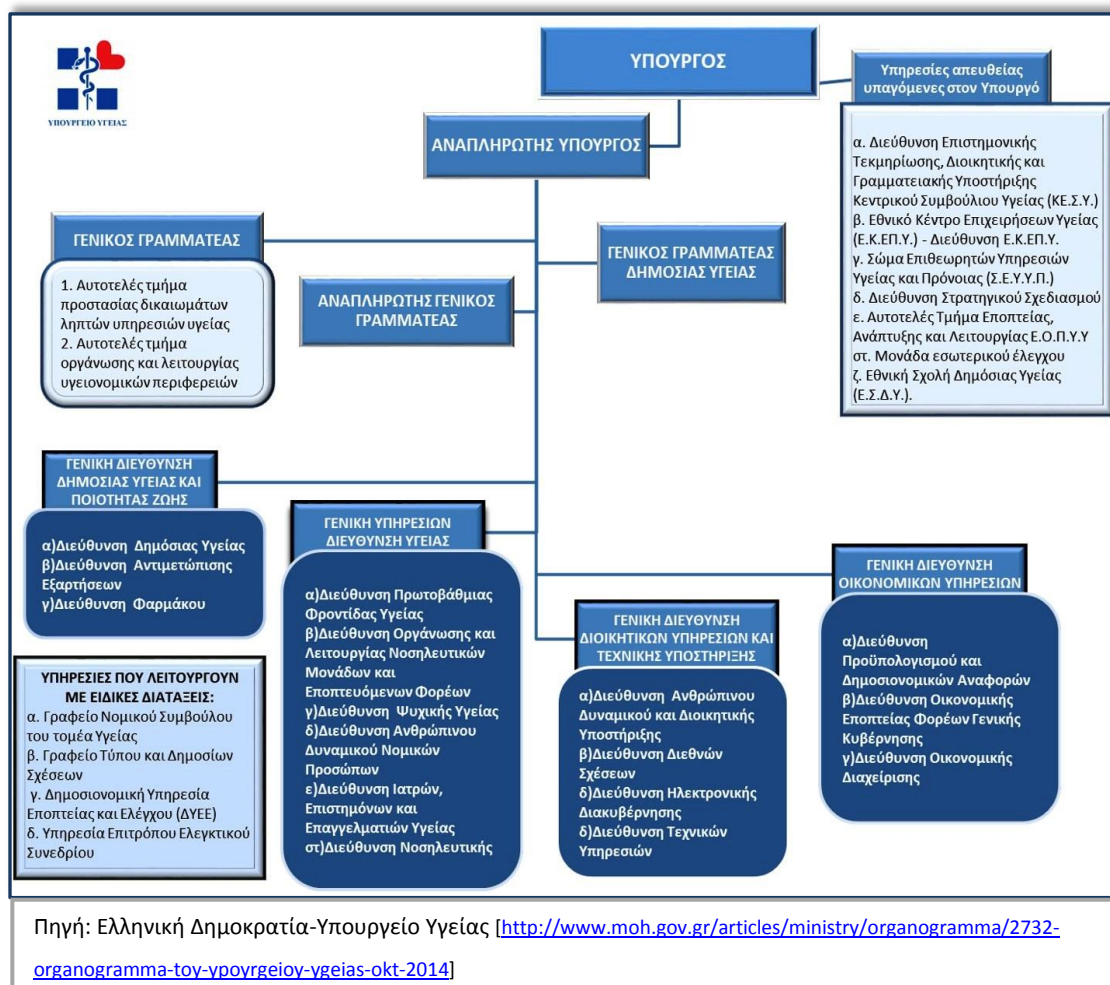 ΥΠΟΥΡΓΕΙΟ ΥΓΕΙΑΣ
ΥΠΟΥΡΓΟΣ
Υπηρεσίες απευθείας
υπαγόμενες στον Υπουργό
α. Διεύθυνση Επιστημονικής
Τεκμηρίωσης, Διοικητικής και
Γραμματειακής Υποστήριξης
Κεντρικού Συμβούλιου Υγείας (ΚΕ.Σ.Υ.)
β. Εθνικό Κέντρο Επιχειρήσεων Υγείας
(Ε.Κ.ΕΠ.Υ.) - Διεύθυνση Ε.Κ.ΕΠ.Υ.
γ. Σώμα Επιθεωρητών Υπηρεσιών
Υγείας και Πρόνοιας (Σ.Ε.Υ.Υ.Π.)
δ. Διεύθυνση Στρατηγικού Σχεδιασμού
ε. Αυτοτελές Τμήμα Εποπτείας,
Ανάπτυξης και Λειτουργίας Ε.Ο.Π.Υ.Υ
στ. Μονάδα εσωτερικού έλεγχου
ζ. Εθνική Σχολή Δημόσιας Υγείας
(Ε.Σ.Δ.Υ.).
ΑΝΑΠΛΗΡΩΤΗΣ ΥΠΟΥΡΓΟΣ
ΓΕΝΙΚΟΣ ΓΡΑΜΜΑΤΕΑΣ
1. Αυτοτελές τμήμα
προστασίας δικαιωμάτων
ληπτών υπηρεσιών υγείας
2. Αυτοτελές τμήμα
οργάνωσης και λειτουργίας
υγειονομικών περιφερειών
ΓΕΝΙΚΟΣ ΓΡΑΜΜΑΤΕΑΣ
ΔΗΜΟΣΙΑΣ ΥΓΕΙΑΣ
ΑΝΑΠΛΗΡΩΤΗΣ ΓΕΝΙΚΟΣ
ΓΡΑΜΜΑΤΕΑΣ
ΓΕΝΙΚΗ ΔΙΕΥΘΥΝΣΗ
ΔΗΜΟΣΙΑΣ ΥΓΕΙΑΣ ΚΑΙ
ΠΟΙΟΤΗΤΑΣ ΖΩΗΣ
α)Διεύθυνση Δημόσιας Υγείας
β)Διεύθυνση Αντιμετώπισης
Εξαρτήσεων
γ)Διεύθυνση Φαρμάκου
ΓΕΝΙΚΗ ΥΠΗΡΕΣΙΩΝ
ΔΙΕΥΘΥΝΣΗ ΥΓΕΙΑΣ
α)Διεύθυνση Πρωτοβάθμιας
Φροντίδας Υγείας
β)Διεύθυνση Οργάνωσης και
Λειτουργίας Νοσηλευτικών
Μονάδων και
Εποπτευόμενων Φορέων
γ)Διεύθυνση Ψυχικής Υγείας
δ)Διεύθυνση Ανθρώπινου
Δυναμικού Νομικών
Προσώπων
ε)Διεύθυνση Ιατρών,
Επιστημόνων και
Επαγγελματιών Υγείας
στ)Διεύθυνση Νοσηλευτικής
ΓΕΝΙΚΗ ΔΙΕΥΘΥΝΣΗ
ΔΙΟΙΚΗΤΙΚΩΝ ΥΠΗΡΕΣΙΩΝ ΚΑΙ
ΤΕΧΝΙΚΗΣ ΥΠΟΣΤΗΡΙΞΗΣ
α)Διεύθυνση Ανθρώπινου
Δυναμικού και Διοικητικής
Υποστήριξης
β)Διεύθυνση Διεθνών
Σχέσεων
δ)Διεύθυνση Ηλεκτρονικής
Διακυβέρνησης
δ)Διεύθυνση Τεχνικών
Υπηρεσιών
ΓΕΝΙΚΗ ΔΙΕΥΘΥΝΣΗ
ΟΙΚΟΝΟΜΙΚΩΝ ΥΠΗΡΕΣΙΩΝ
α)Διεύθυνση
Προϋπολογισμού και
Δημοσιονομικών Αναφορών
β)Διεύθυνση Οικονομικής
Εποπτείας Φορέων Γενικής
Κυβέρνησης
γ)Διεύθυνση Οικονομικής
Διαχείρισης
ΥΠΗΡΕΣΙΕΣ ΠΟΥ ΛΕΙΤΟΥΡΓΟΥΝ
ΜΕ ΕΙΔΙΚΕΣ ΔΙΑΤΑΞΕΙΣ:
α. Γραφείο Νομικού Συμβούλου
του τομέα Υγείας
β. Γραφείο Τύπου και Δημοσίων
Σχέσεων
γ. Δημοσιονομική Υπηρεσία
Εποπτείας και Ελέγχου (ΔΥΕΕ)
δ. Υπηρεσία Επιτρόπου Ελεγκτικού
Συνεδρίου
Πηγή: Ελληνική Δημοκρατία-Υπουργείο Υγείας [http://www.moh.gov.gr/articles/ministry/organogramma/2732-
organogramma-toy-ypoyrgeioy-ygeias-okt-2014]